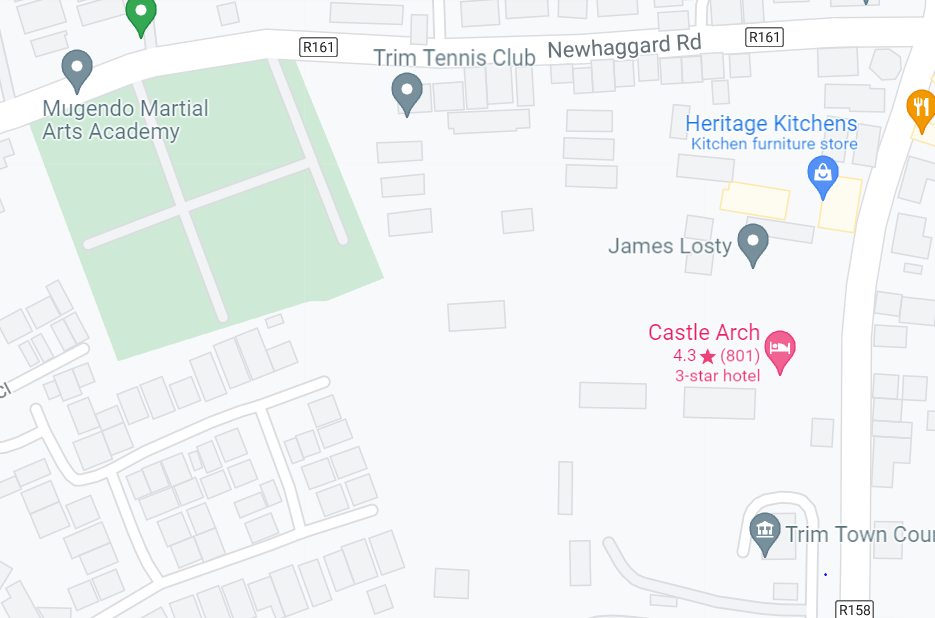 R161
R161
Newhaggard Rd
Trim Tennis Club
Mugendo Martial
Arts Academy
Heritage Kitchens
Kitchen furniture store
James Losty
Castle Arch
4.3★(801)
3-star hotel
Cl
Trim Town Cour
R158